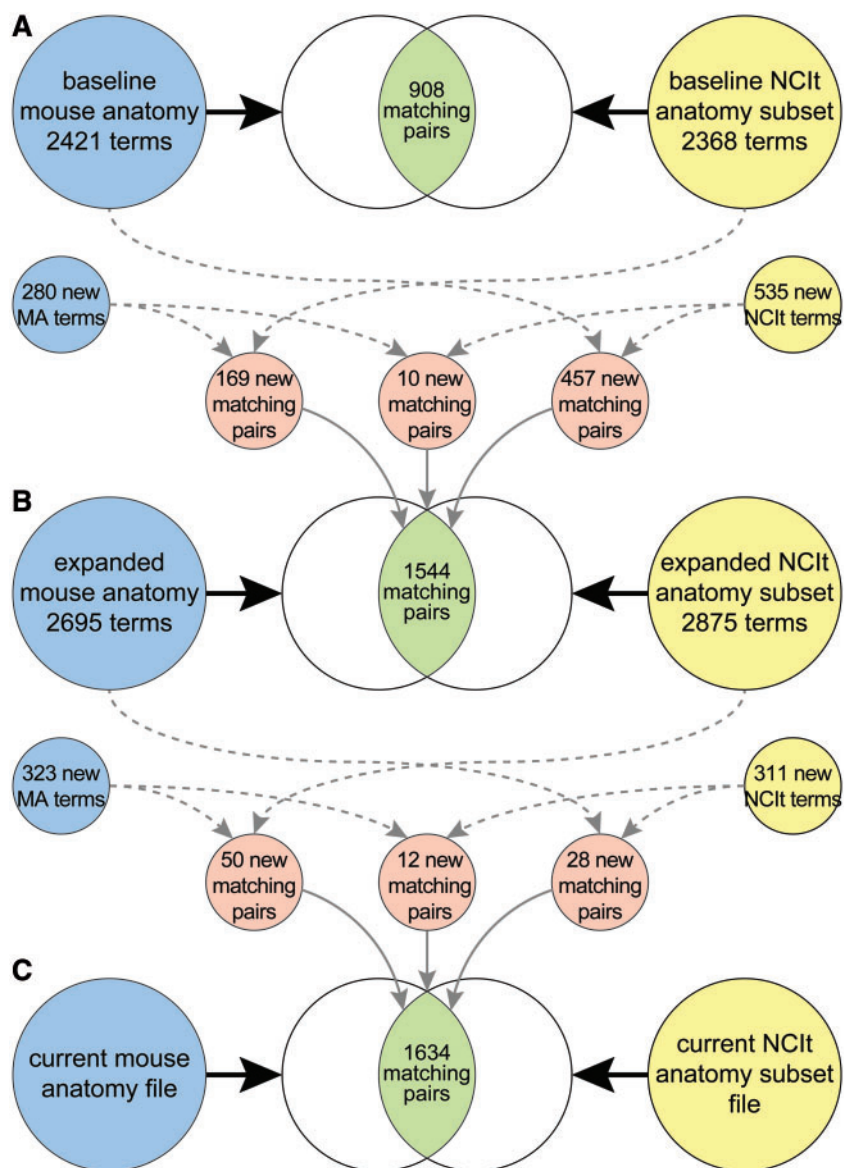 A
baseline
mouse anatomy
2421 terms
908
matching
pairs
baseline NCIt
anatomy subset
2368 terms
280 new
MA terms
535 new
NCIt terms
169 new
matching
pairs
10 new
matching
pairs
457 new
matching
pairs
B
expanded
mouse anatomy
2695 terms
1544
matching
pairs
expanded NCIt
anatomy subset
2875 terms
323 new
MA terms
311 new
NCIt terms
50 new
matching
pairs
12 new
matching
pairs
28 new
matching
pairs
C
current mouse
anatomy file
1634
matching
pairs
current NCIt
anatomy subset
file